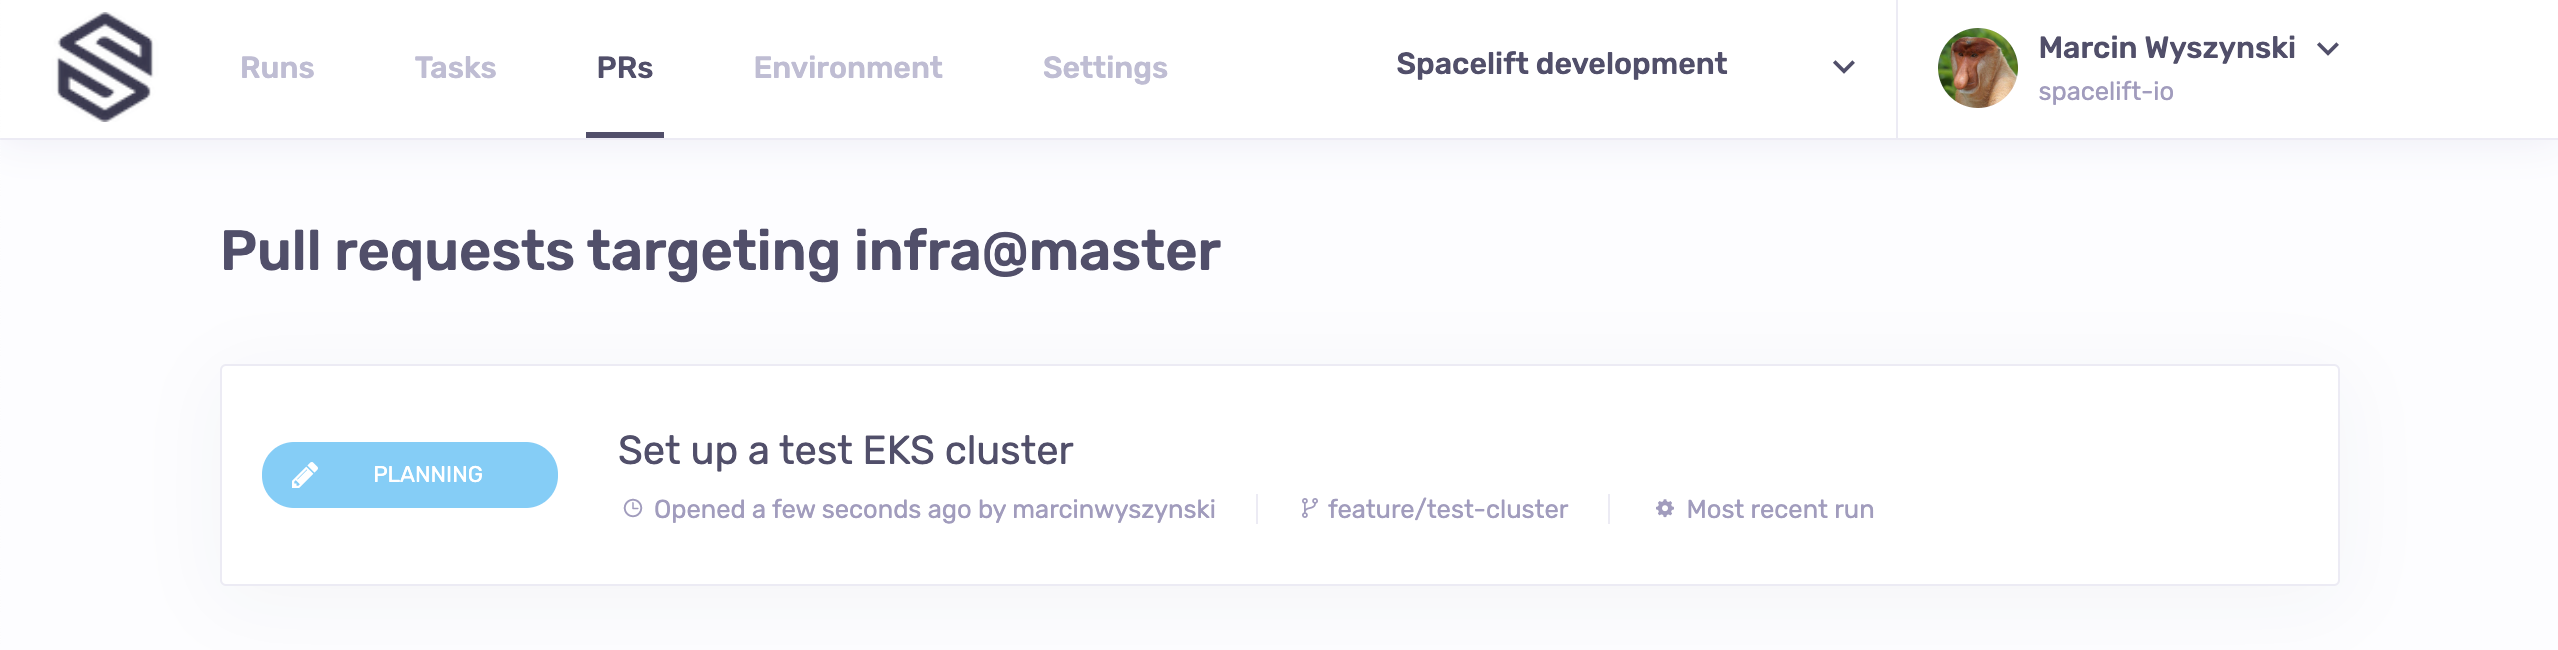 Runs Tasks PRs Environment Settings Spacelift development Marcin Wyszynski
spacelift-io
Pull requests targeting infra@master
PLANNING
Set up a test EKS cluster
Opened a few seconds ago by marcinwyszynski feature/test-cluster Most recent run